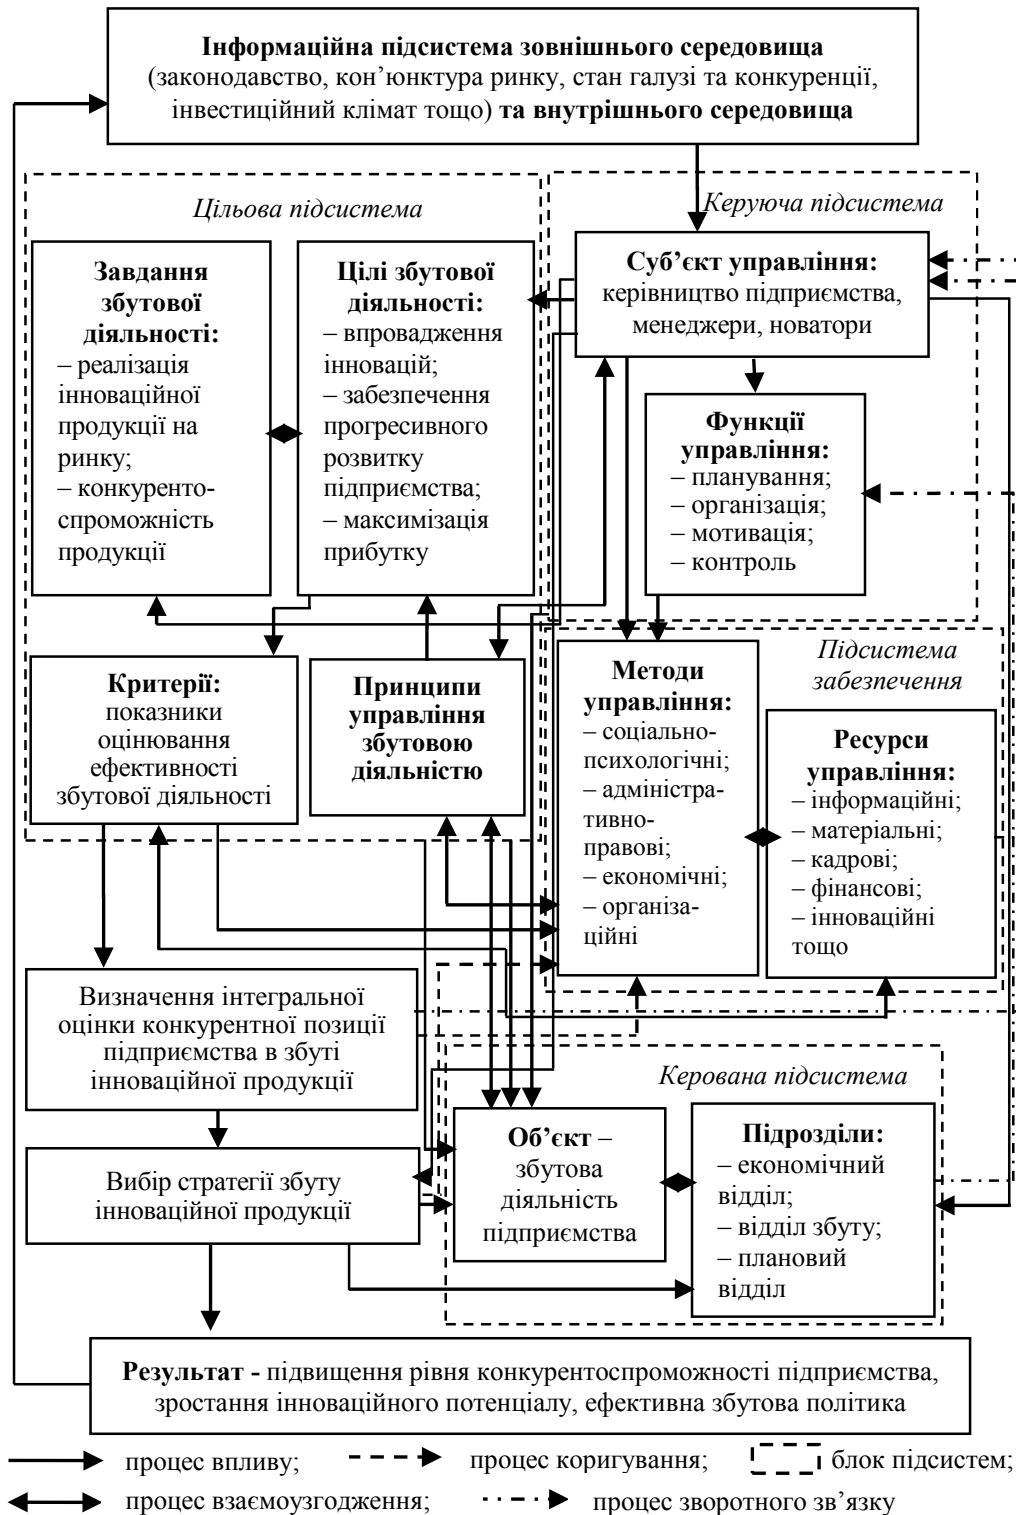 Інформаційна підсистема зовнішнього середовища
(законодавство, кон’юнктура ринку, стан галузі та конкуренції,
інвестиційний клімат тощо) та внутрішнього середовища
Цільова підсистема
Керуюча підсистема
Завдання
збутової
діяльності:
– реалізація
інноваційної
продукції на
ринку;
– конкуренто-
спроможність
продукції
Цілі збутової
діяльності:
– впровадження
інновацій;
– забезпечення
прогресивного
розвитку
підприємства;
– максимізація
прибутку
Суб’єкт управління:
керівництво підприємства,
менеджери, новатори
Функції
управління:
– планування;
– організація;
– мотивація;
– контроль
Критерії:
показники
оцінювання
ефективності
збутової діяльності
Принципи
управління
збутовою
діяльністю
Підсистема
забезпечення
Методи
управління:
– соціально-
психологічні;
– адміністра-
тивно-
правові;
– економічні;
– організа-
ційні
Ресурси
управління:
– інформаційні;
– матеріальні;
– кадрові;
– фінансові;
– інноваційні
тощо
Визначення інтегральної
оцінки конкурентної позиції
підприємства в збуті
інноваційної продукції
Вибір стратегії збуту
інноваційної продукції
Керована підсистема
Об’єкт –
збутова
діяльність
підприємства
Підрозділи:
– економічний
відділ;
– відділ збуту;
– плановий
відділ
Результат - підвищення рівня конкурентоспроможності підприємства,
зростання інноваційного потенціалу, ефективна збутова політика
процес впливу;
процес коригування;
блок підсистем;
процес взаємоузгодження;
процес зворотного зв’язку